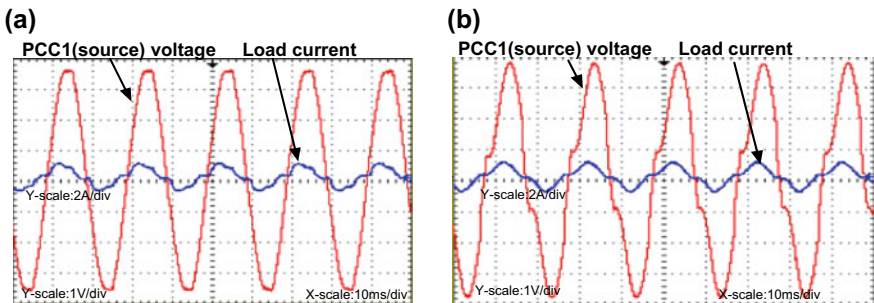 (a)
PCC1(source) voltage Load current
Y-scale:2A/div
Y-scale:1V/div X-scale:10ms/div
(b)
PCC1(source) voltage Load current
Y-scale:2A/div
Y-scale:1V/div X-scale:10ms/div